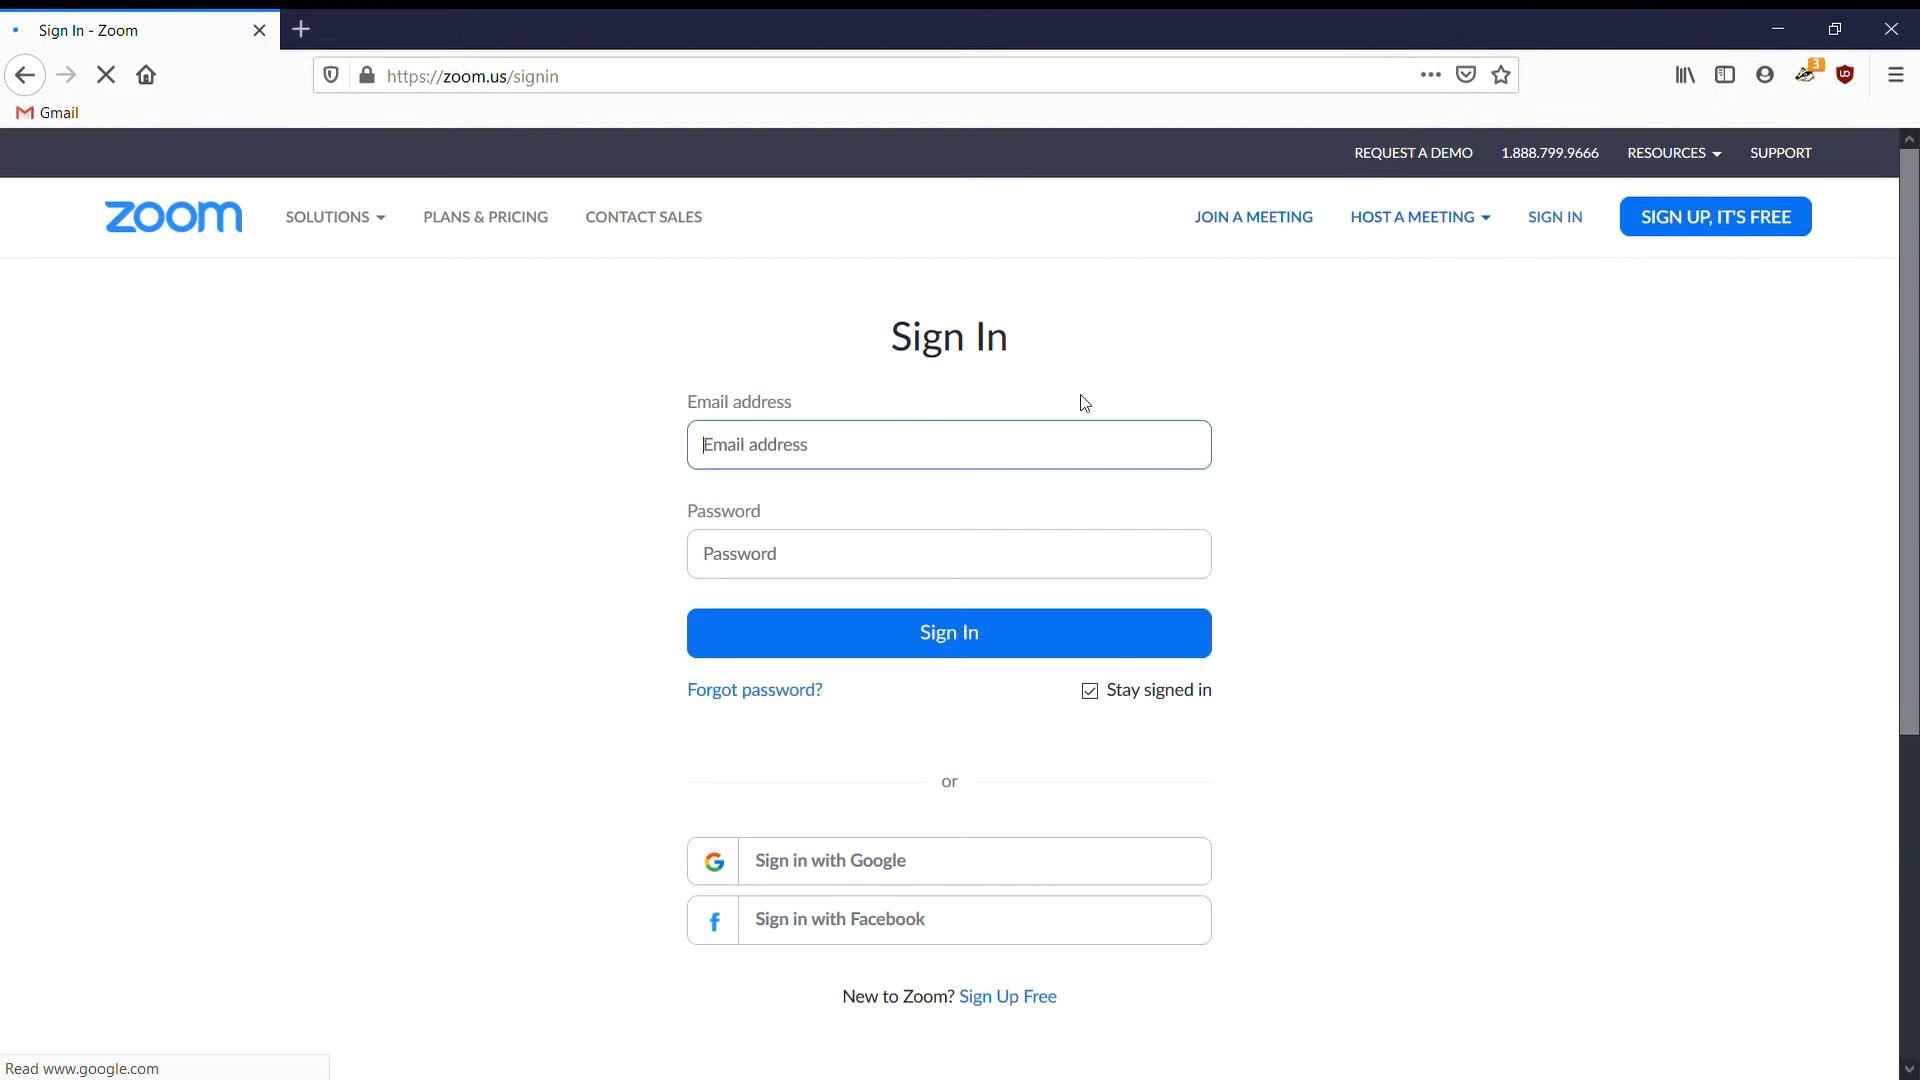 Sign In - Zoom
https://zoom.us/signin
3
Gmail
REQUEST A DEMO 1.888.799.9666 RESOURCES SUPPORT
zoom SOLUTIONS PLANS & PRICING CONTACT SALES JOIN A MEETING HOST A MEETING SIGN IN SIGN UP, IT'S FREE
Sign In
Email address
Email address
Password
Password
Sign In
Forgot password? Stay signed in
or
Sign in with Google
Sign in with Facebook
New to Zoom? Sign Up Free
Read www.google.com